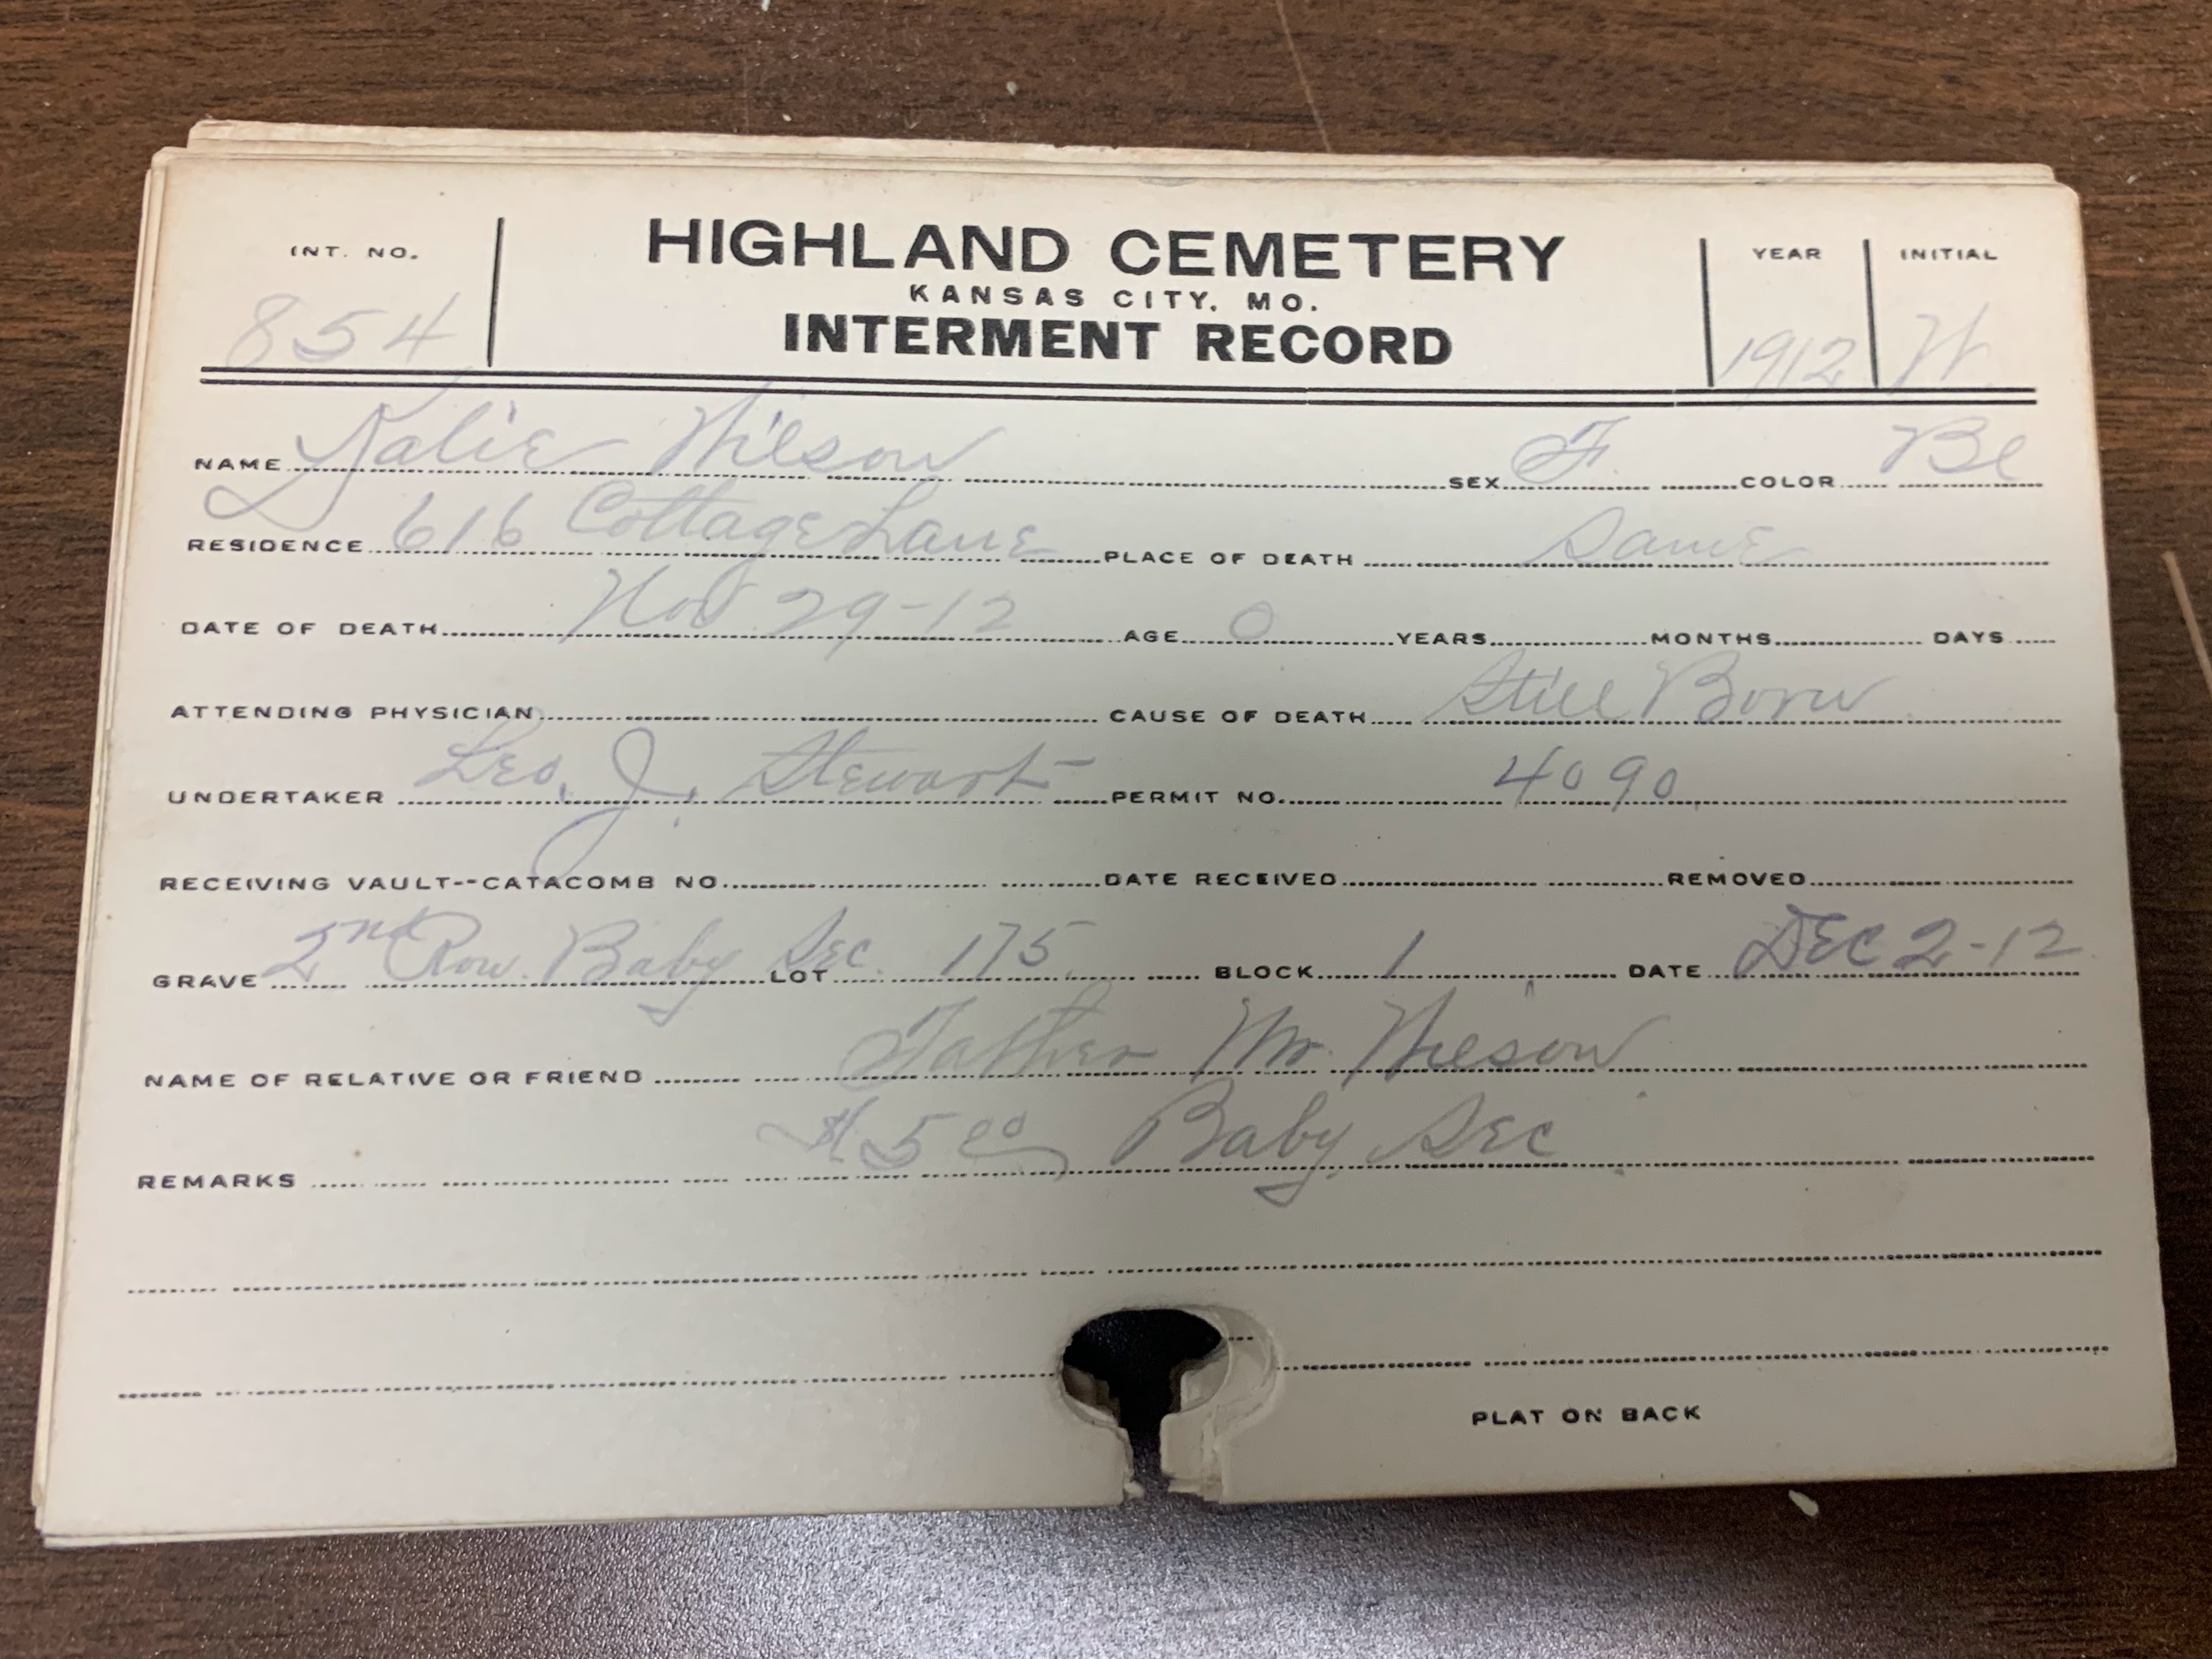 INT. NO. HIGHLAND CEMETERY YEAR INITIAL
KANSAS CITY, MO.
854 INTERMENT RECORD 1912 W.
NAME Katie Wilson SEX F. COLOR Bl
RESIDENCE 616 Cottage Lane PLACE OF DEATH Same
DATE OF DEATH Nov 29-12 AGE 0 YEARS MONTHS DAYS
ATTENDING PHYSICIAN CAUSE OF DEATH Still Born
UNDERTAKER Leo. J. Stewart PERMIT NO. 4090
RECEIVING VAULT--CATACOMB NO. DATE RECEIVED REMOVED
GRAVE 2nd Row. Baby Sec. LOT 175 BLOCK 1 DATE DEC 2-12
NAME OF RELATIVE OR FRIEND Father Mr. Wilson
REMARKS $5 00 Baby Sec
PLAT ON BACK